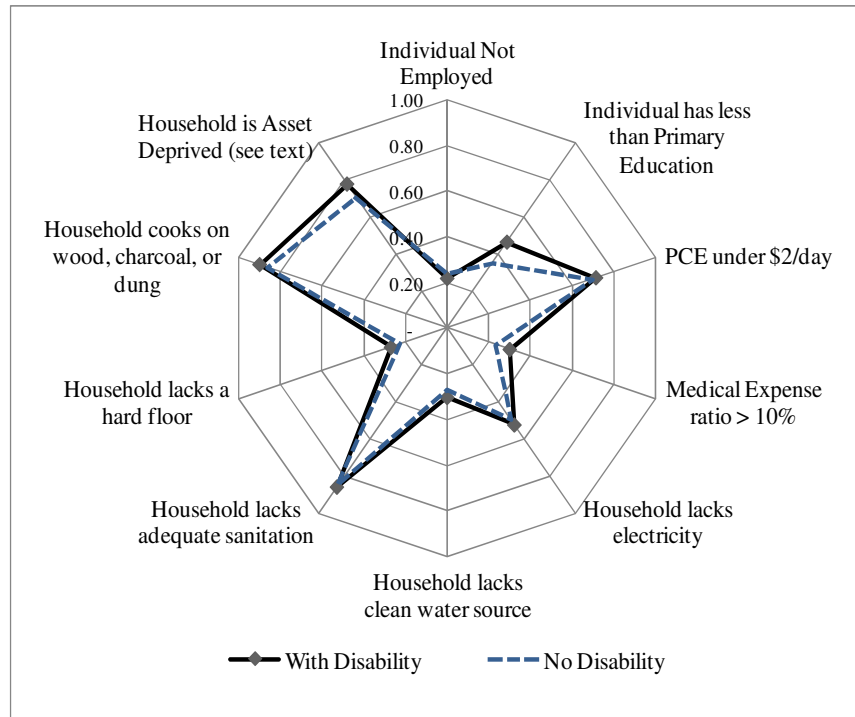 Individual Not
Employed
1.00
0.80
0.60
0.40
0.20
-
Individual has less
than Primary
Education
PCE under $2/day
Medical Expense
ratio > 10%
Household lacks
electricity
Household lacks
clean water source
Household lacks
adequate sanitation
Household lacks a
hard floor
Household cooks on
wood, charcoal, or
dung
Household is Asset
Deprived (see text)
With Disability
No Disability